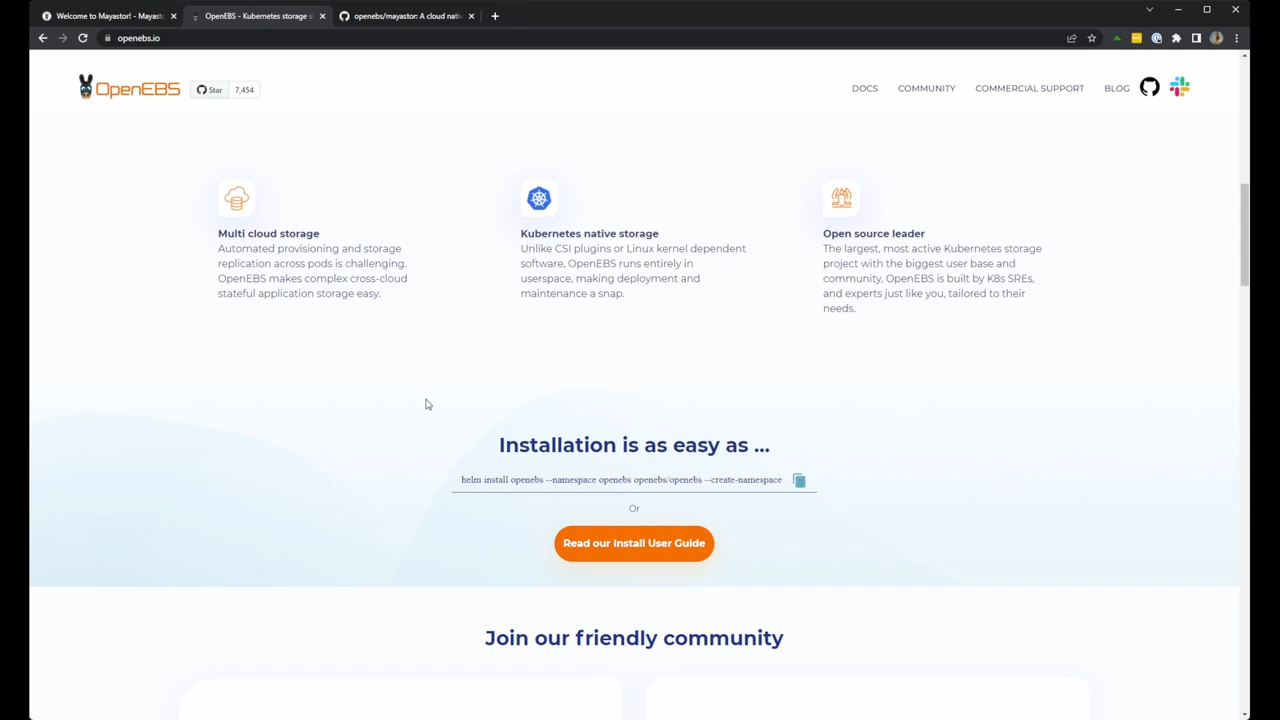 Welcome to Mayastor! - Mayasto
OpenEBS - Kubernetes storage s
openebs/mayastor: A cloud nati
openebs.io
OpenEBS
Star
7,454
DOCS
COMMUNITY
COMMERCIAL SUPPORT
BLOG
Multi cloud storage
Automated provisioning and storage
replication across pods is challenging,
OpenEBS makes complex cross-cloud
stateful application storage easy.
Kubernetes native storage
Unlike CSI plugins or Linux kernel dependent
software, OpenEBS runs entirely in
userspace, making deployment and
maintenance a snap.
Open source leader
The largest, most active Kubernetes storage
project with the biggest user base and
community, OpenEBS is built by K8s SREs,
and experts just like you, tailored to their
needs.
Installation is as easy as ...
helm install openebs --namespace openebs openebs/openebs --create-namespace
Or
Read our Install User Guide
Join our friendly community